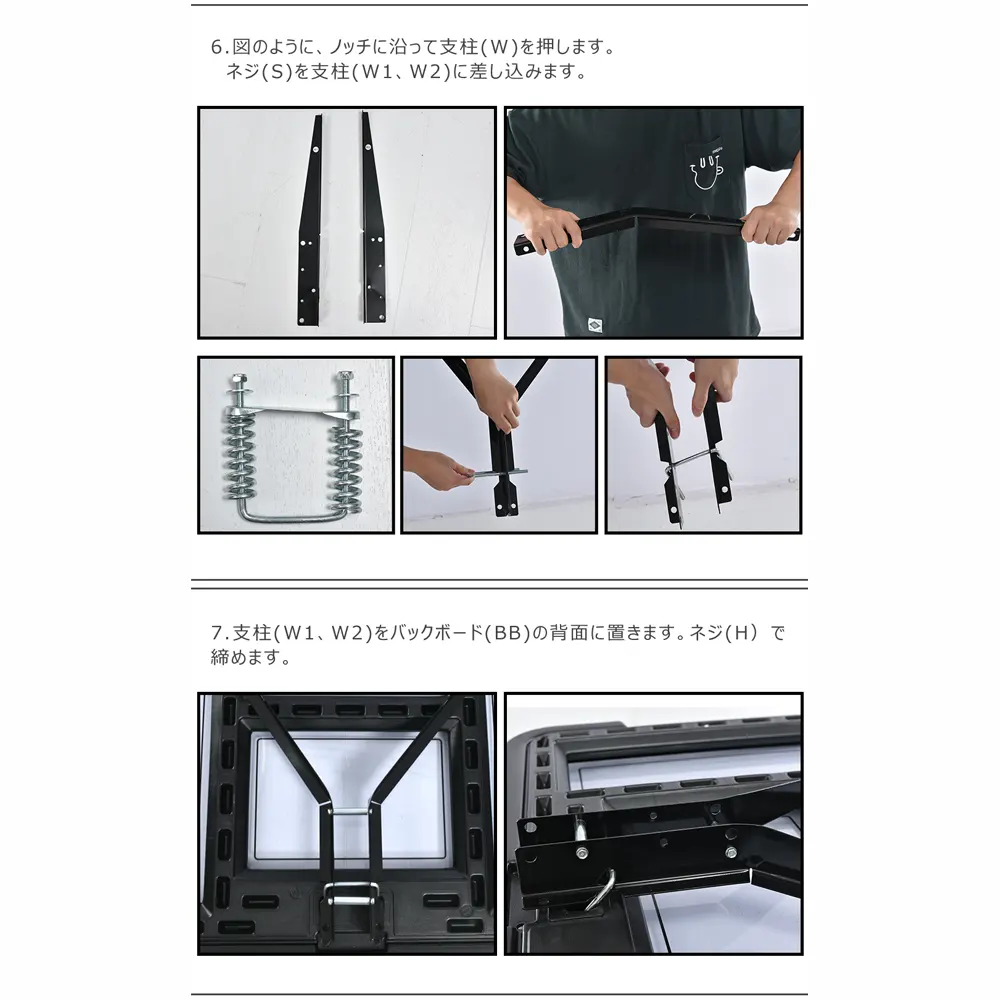 6.図のように、ノッチに沿って支柱(W)を押します。
ネジ(S)を支柱(W1、W2)に差し込みます。
TUOT
7.支柱(W1、W2)をバックボード(BB)の背面に置きます。ネジ(H）で
締めます。